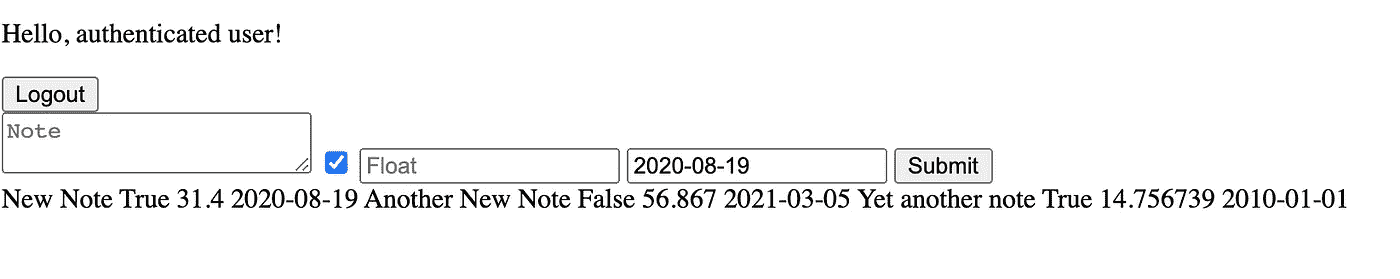 Hello, authenticated user!
Logout
Note
Float 2020-08-19 Submit
New Note True 31.4 2020-08-19 Another New Note False 56.867 2021-03-05 Yet another note True 14.756739 2010-01-01